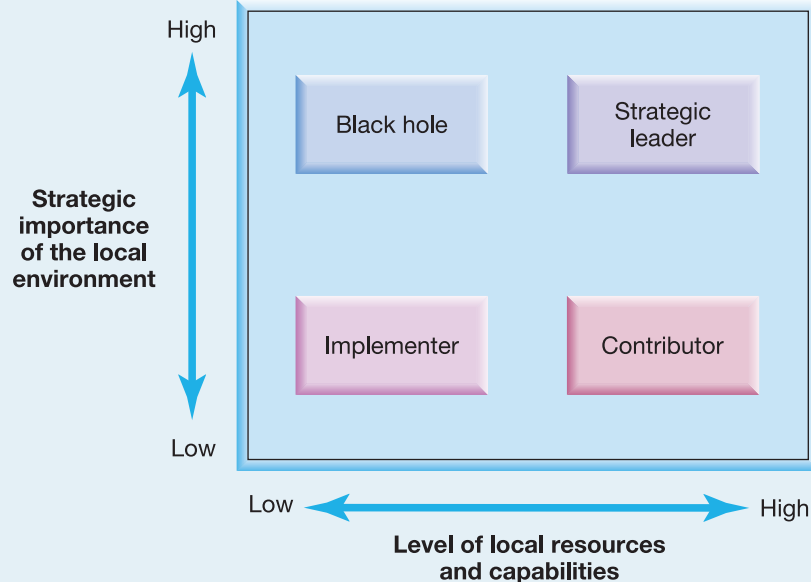 High
Black hole
Strategic
leader
Strategic
importance
of the local
environment
Implementer
Contributor
Low
Low
High
Level of local resources
and capabilities